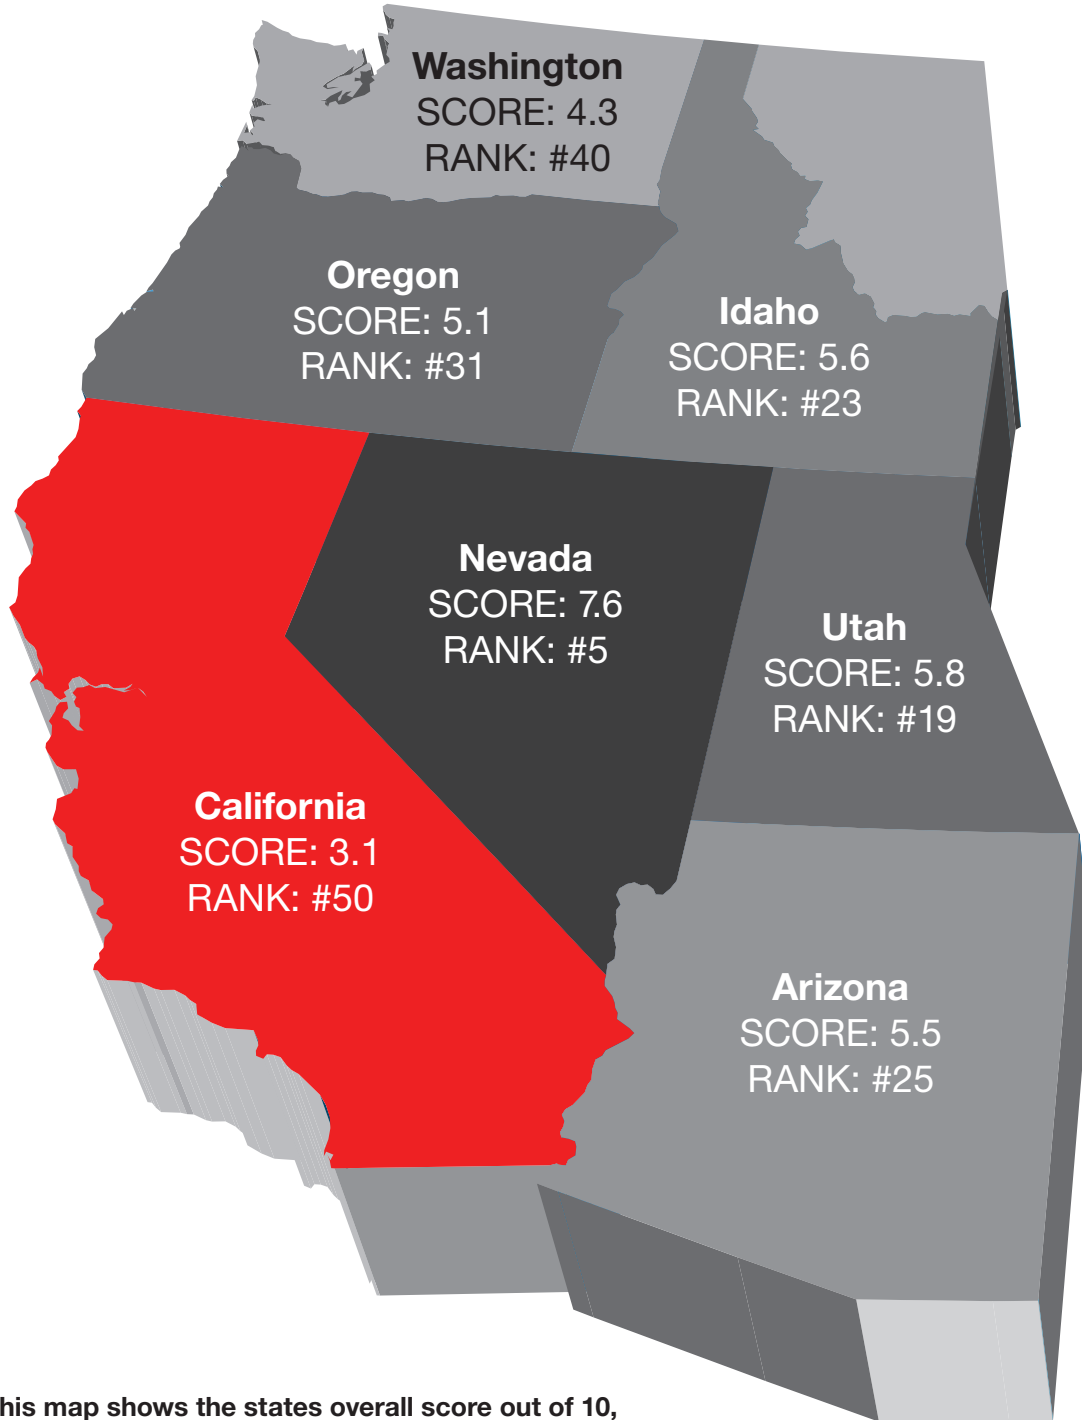 Washington
SCORE: 4.3
RANK: #40
Oregon
SCORE: 5.1
RANK: #31
Idaho
SCORE: 5.6
RANK: #23
Nevada
SCORE: 7.6
RANK: #5
Utah
SCORE: 5.8
RANK: #19
California
SCORE: 3.1
RANK: #50
Arizona
SCORE: 5.5
RANK: #25
his map shows the states overall score out of 10,